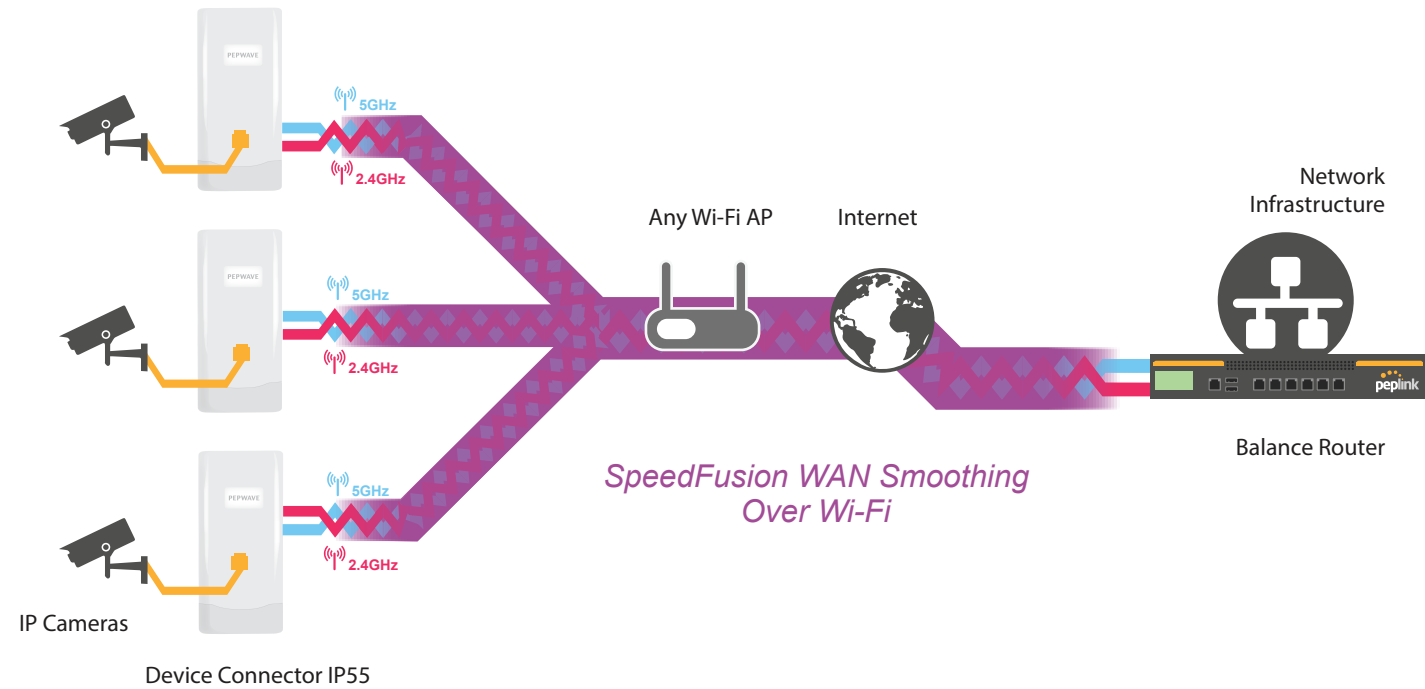 PEPWAVE
5GHz
2.4GHz
Network
Infrastructure
Any Wi-Fi AP
Internet
PEPWAVE
5GHz
2.4GHz
peplink
Balance Router
SpeedFusion WAN Smoothing
Over Wi-Fi
PEPWAVE
5GHz
2.4GHz
IP Cameras
Device Connector IP55